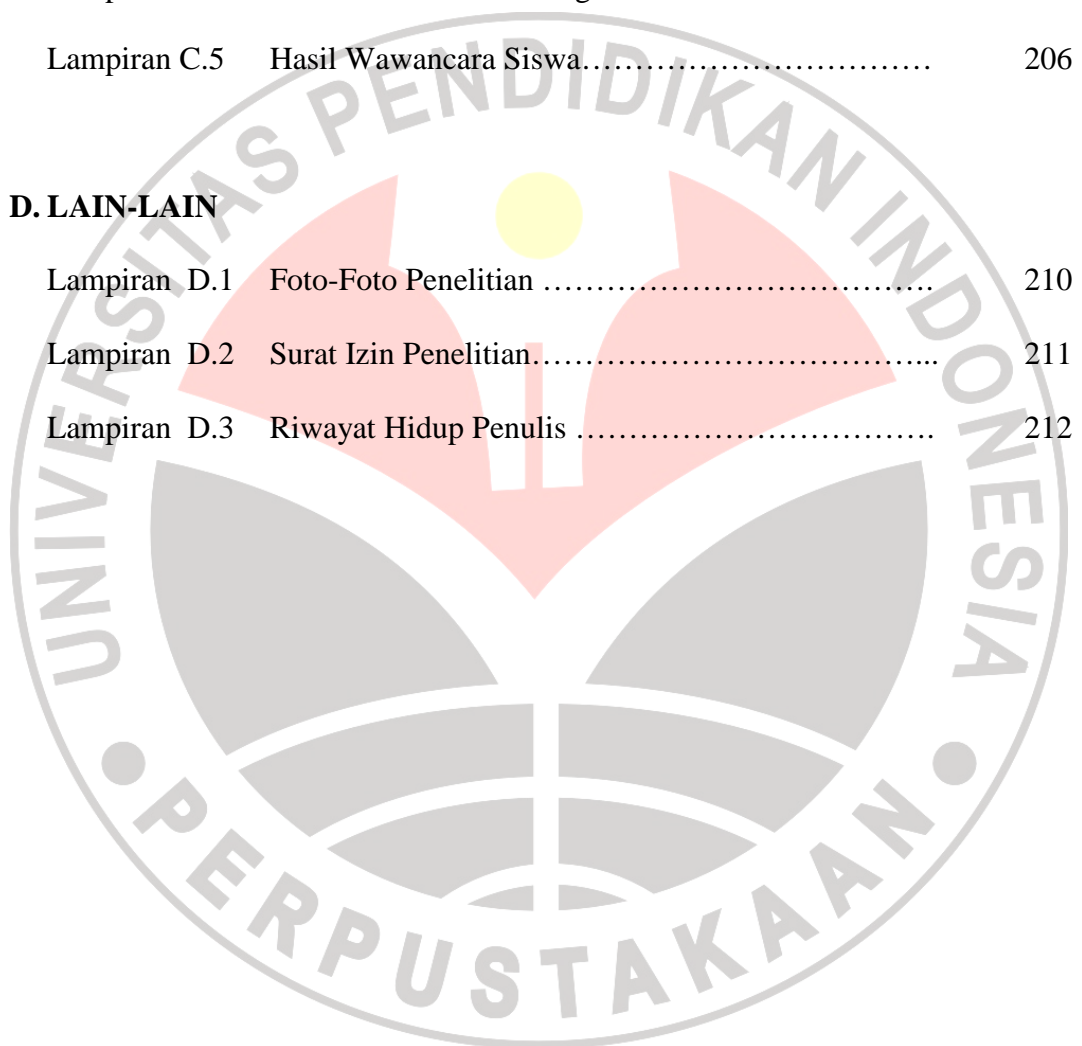 Lampiran C.5 Hasil Wawancara Siswa…………………………… 206
D. LAIN-LAIN
Lampiran D.1 Foto-Foto Penelitian ………………………………. 210
Lampiran D.2 Surat Izin Penelitian………………………………... 211
Lampiran D.3 Riwayat Hidup Penulis ……………………………. 212
UNIVERSITAS PENDIDIKAN INDONESIA
PERPUSTAKAAN